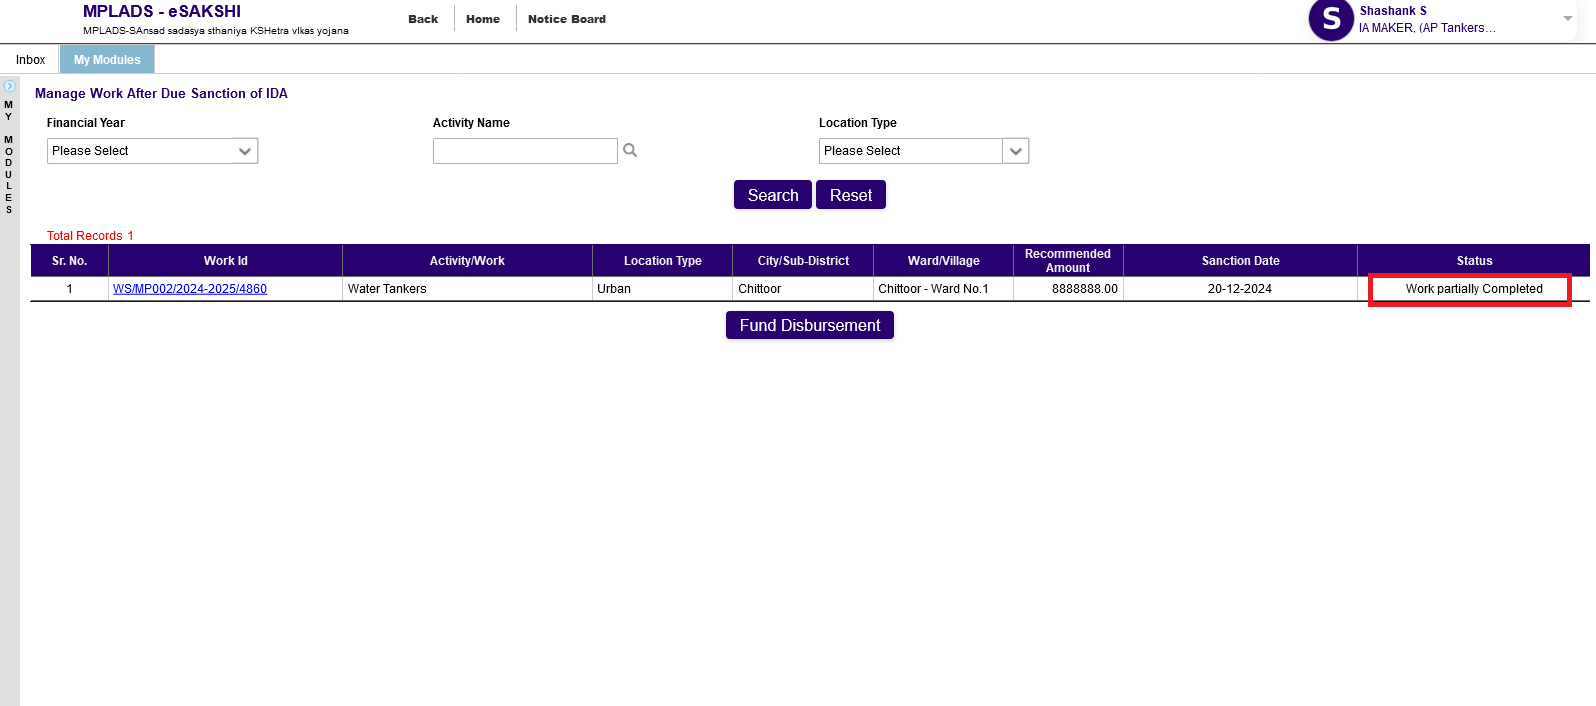 MPLADS - eSAKSHI
MPLADS-SAnsad sadasya sthaniya KSHetra vIkas yojana
Back Home Notice Board
S
Shashank S
IA MAKER, (AP Tankers...
Inbox My Modules
MY MODULES
Manage Work After Due Sanction of IDA
Financial Year Activity Name Location Type
Please Select Please Select
Search Reset
Total Records 1
Sr. No. Work Id Activity/Work Location Type City/Sub-District Ward/Village Recommended Amount Sanction Date Status
1 WS/MP002/2024-2025/4860 Water Tankers Urban Chittoor Chittoor - Ward No.1 8888888.00 20-12-2024 Work partially Completed
Fund Disbursement